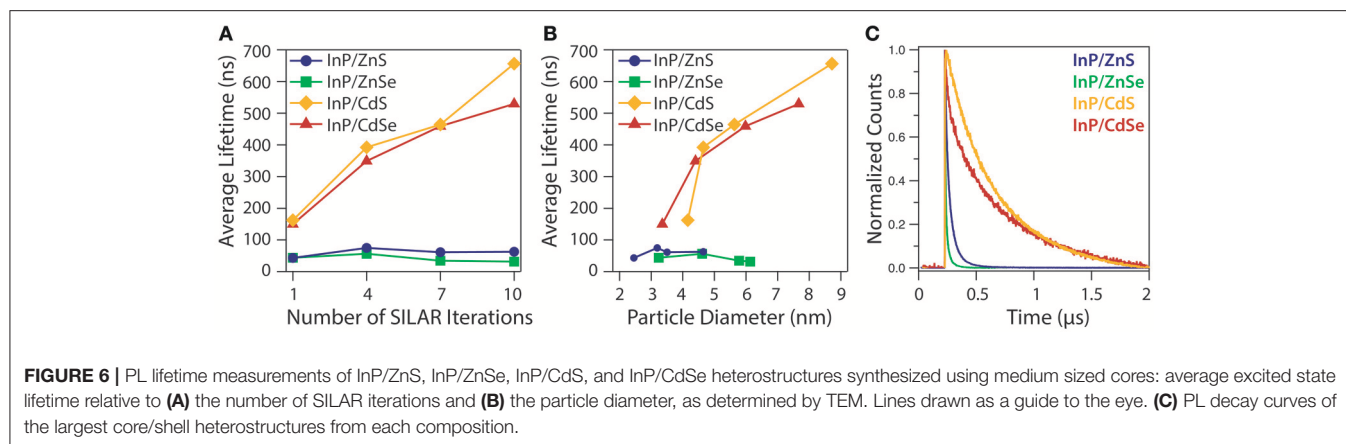 A
700
600
500
400
300
200
100
0
Average Lifetime (ns)
InP/ZnS
InP/ZnSe
InP/CdS
InP/CdSe
1 4 7 10
Number of SILAR Iterations
B
700
600
500
400
300
200
100
0
Average Lifetime (ns)
InP/ZnS
InP/ZnSe
InP/CdS
InP/CdSe
2 3 4 5 6 7 8 9
Particle Diameter (nm)
C
1.0
0.8
0.6
0.4
0.2
0.0
Normalized Counts
InP/ZnS
InP/ZnSe
InP/CdS
InP/CdSe
0 0.5 1 1.5 2
Time (µs)
FIGURE 6 | PL lifetime measurements of InP/ZnS, InP/ZnSe, InP/CdS, and InP/CdSe heterostructures synthesized using medium sized cores: average excited state
lifetime relative to (A) the number of SILAR iterations and (B) the particle diameter, as determined by TEM. Lines drawn as a guide to the eye. (C) PL decay curves of
the largest core/shell heterostructures from each composition.